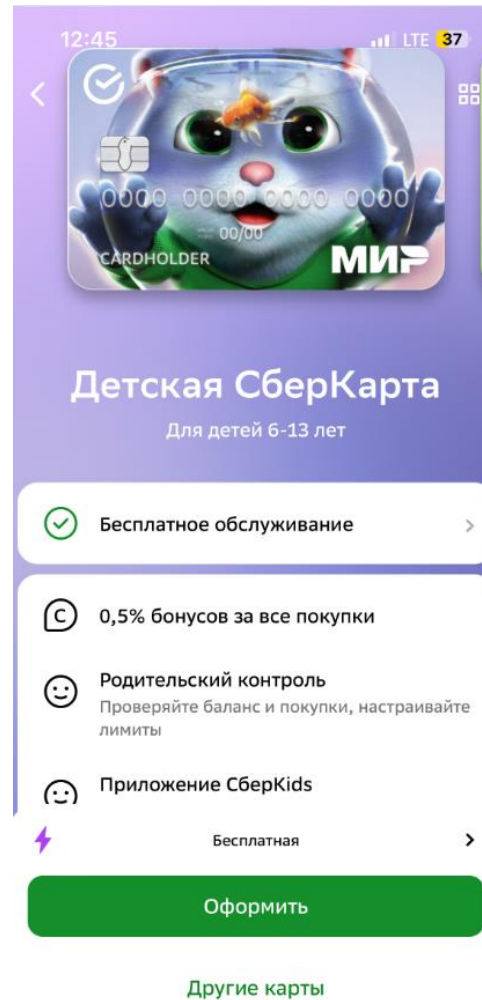 12:45
LTE 37
0000 0000 0000 0000
00/00
CARDHOLDER
МИР
Детская СберКарта
Для детей 6-13 лет
Бесплатное обслуживание
0,5% бонусов за все покупки
Родительский контроль
Проверяйте баланс и покупки, настраивайте
лимиты
Приложение СберKids
Бесплатная
Оформить
Другие карты